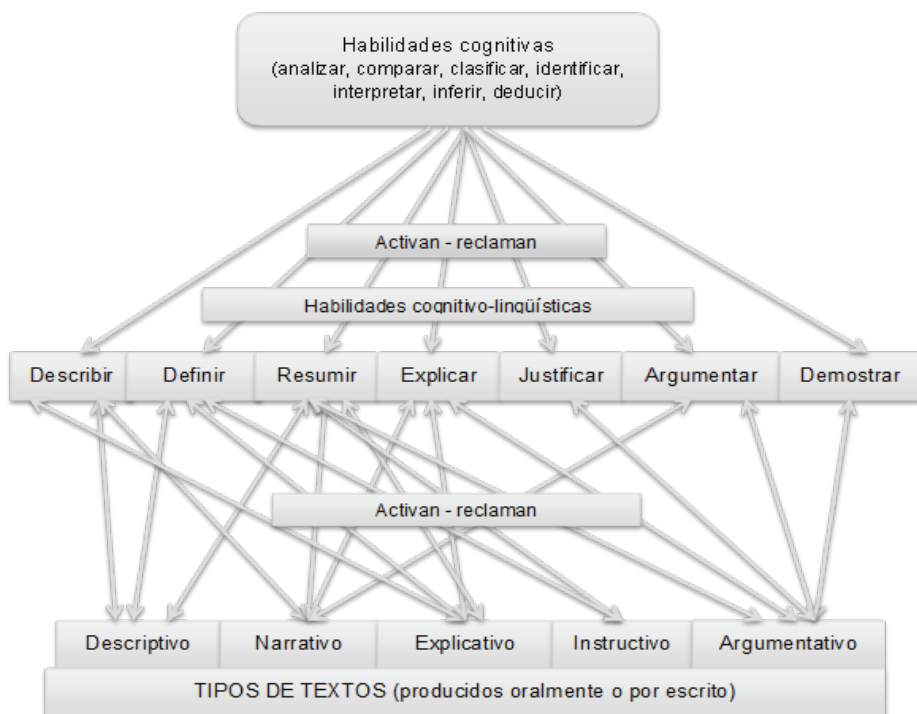 Habilidades cognitivas
(analizar, comparar, clasificar, identificar,
interpretar, inferir, deducir)
Activan - reclaman
Habilidades cognitivo-lingüísticas
Describir
Definir
Resumir
Explicar
Justificar
Argumentar
Demostrar
Activan - reclaman
Descriptivo
Narrativo
Explicativo
Instructivo
Argumentativo
TIPOS DE TEXTOS (producidos oralmente o por escrito)